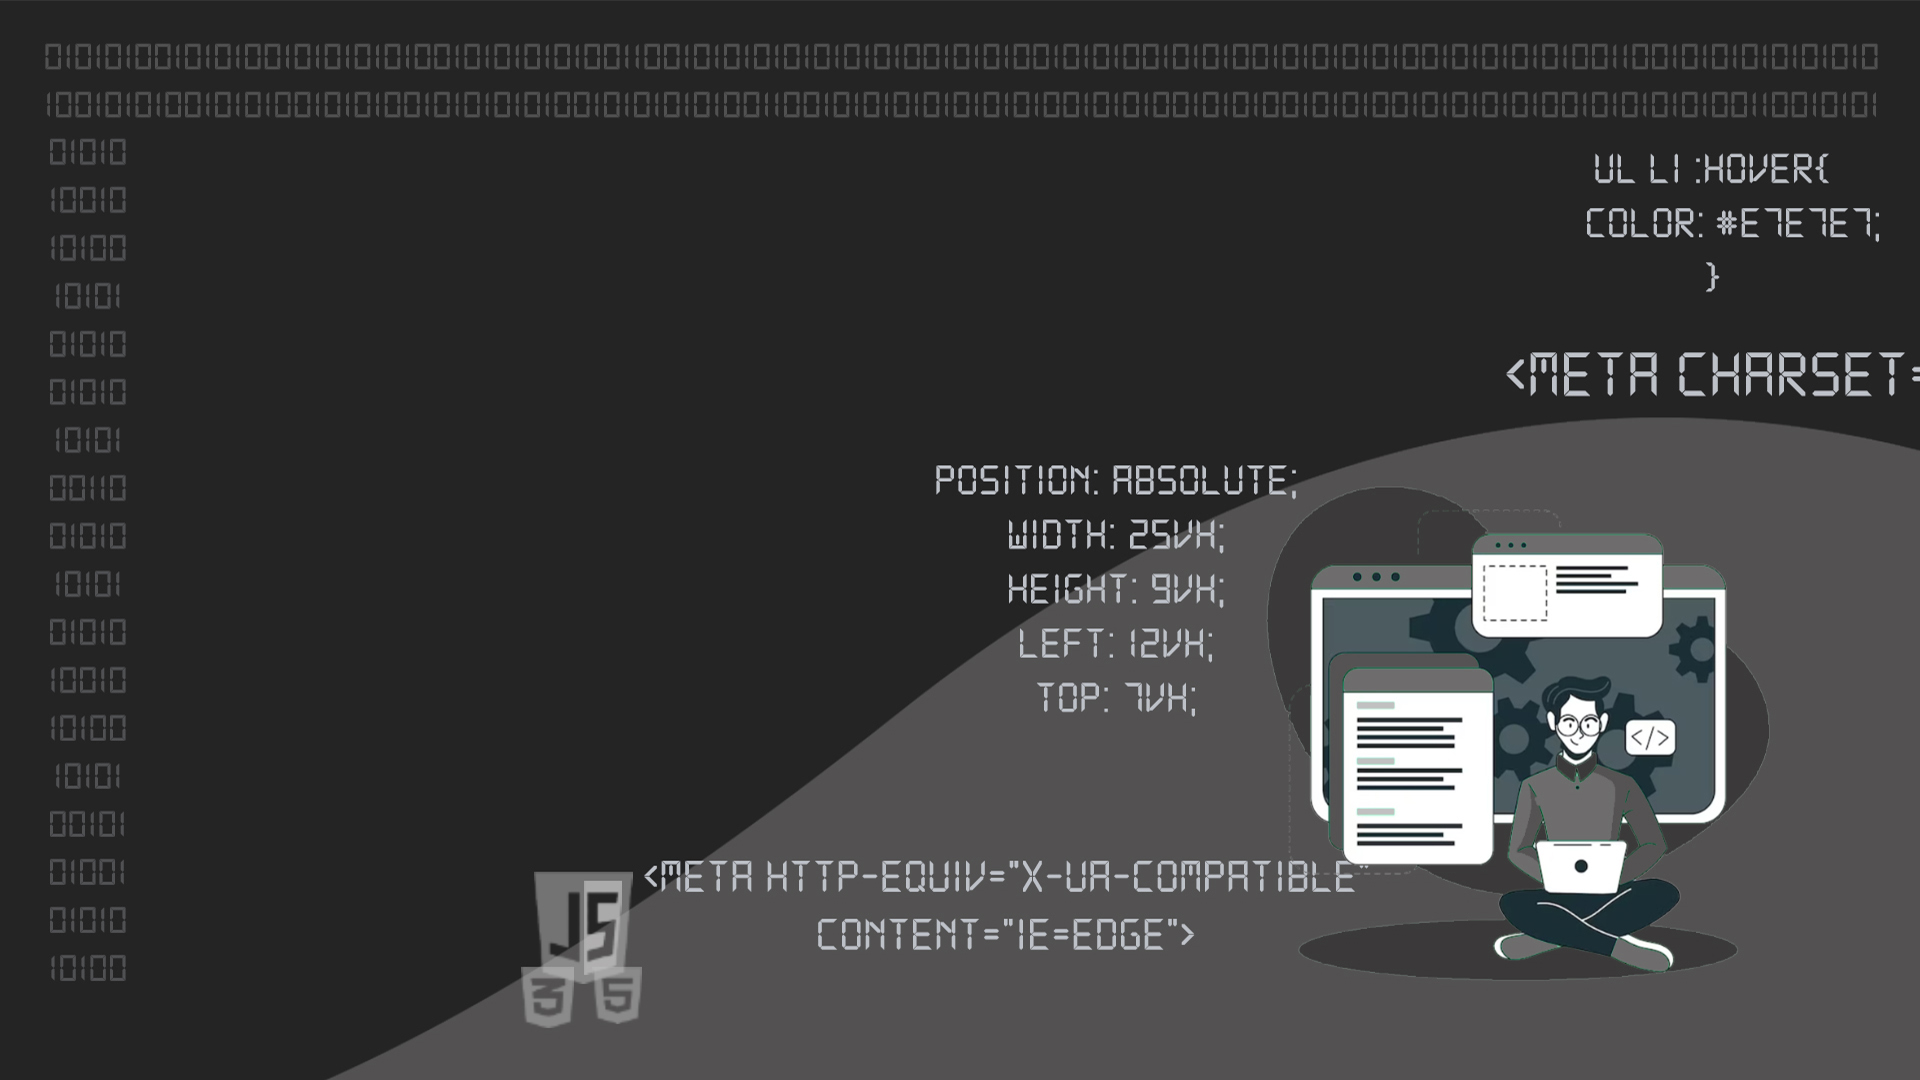 01010
10010
10100
10101
01010
01010
10101
00110
01010
10101
01010
10010
10100
10101
00101
01001
01010
10100
UL LI :HOVER{
COLOR: #E7E7E7;
}
<META CHARSET=
POSITION: ABSOLUTE;
WIDTH: 25VH;
HEIGHT: 9VH;
LEFT: 12VH;
TOP: 7VH;
</>
<META HTTP-EQUIV="X-UA-COMPATIBLE"
CONTENT="IE=EDGE">
JS
3 5